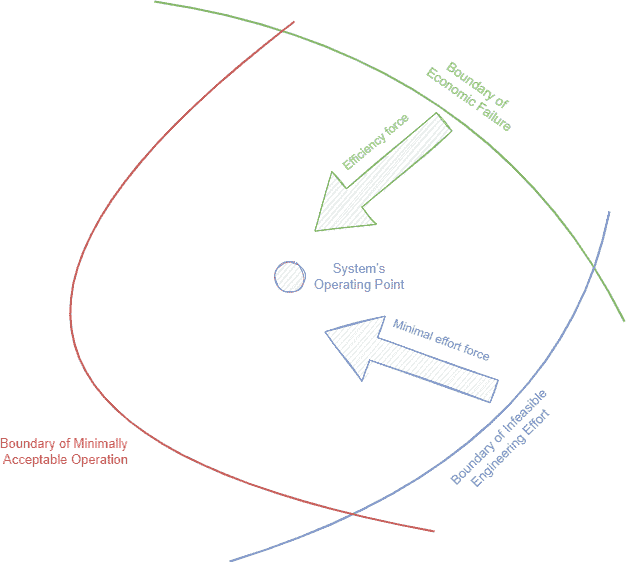 Boundary of
Economic Failure
Efficiency force
System's
Operating Point
Minimal effort force
Boundary of Minimally
Acceptable Operation
Boundary of Infeasible
Engineering Effort